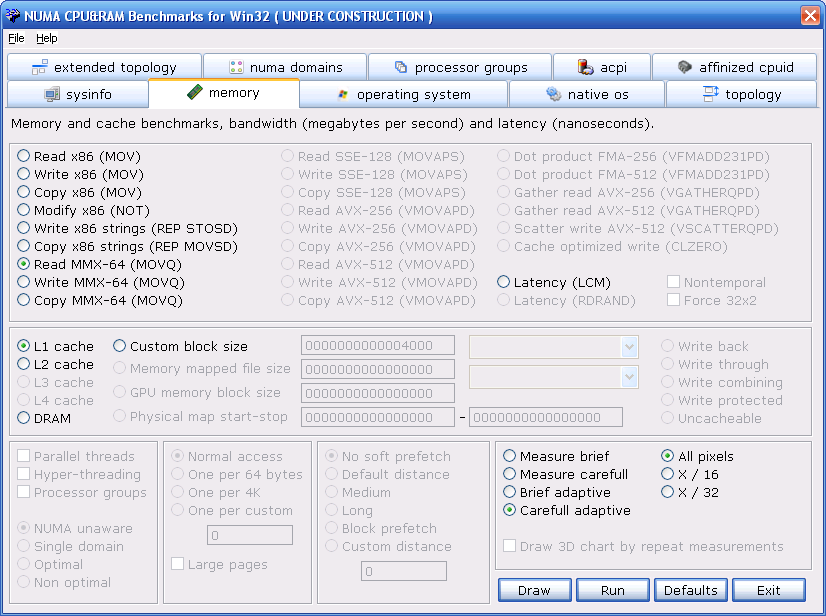 NUMA CPU&RAM Benchmarks for Win32 ( UNDER CONSTRUCTION )
File Help
extended topology numa domains processor groups acpi affinized cpuid
sysinfo memory operating system native os topology
Memory and cache benchmarks, bandwidth (megabytes per second) and latency (nanoseconds).
Read x86 (MOV) Read SSE-128 (MOVAPS) Dot product FMA-256 (VFMADD231PD)
Write x86 (MOV) Write SSE-128 (MOVAPS) Dot product FMA-512 (VFMADD231PD)
Copy x86 (MOV) Copy SSE-128 (MOVAPS) Gather read AVX-256 (VGATHERQPD)
Modify x86 (NOT) Read AVX-256 (VMOVAPD) Gather read AVX-512 (VGATHERQPD)
Write x86 strings (REP STOSD) Write AVX-256 (VMOVAPD) Scatter write AVX-512 (VSCATTERQPD)
Copy x86 strings (REP MOVSD) Copy AVX-256 (VMOVAPD) Cache optimized write (CLZERO)
Read MMX-64 (MOVQ) Read AVX-512 (VMOVAPD)
Write MMX-64 (MOVQ) Write AVX-512 (VMOVAPD) Latency (LCM) Nontemporal
Copy MMX-64 (MOVQ) Copy AVX-512 (VMOVAPD) Latency (RDRAND) Force 32x2
L1 cache Custom block size 0000000000004000 Write back
L2 cache Memory mapped file size 0000000000000000 Write through
L3 cache Write combining
L4 cache GPU memory block size 0000000000000000 Write protected
DRAM Physical map start-stop 0000000000000000 - 0000000000000000 Uncacheable
Parallel threads Normal access No soft prefetch Measure brief All pixels
Hyper-threading One per 64 bytes Default distance Measure carefull X / 16
Processor groups One per 4K Medium Brief adaptive X / 32
One per custom Long Carefull adaptive
NUMA unaware 0 Block prefetch
Single domain Custom distance Draw 3D chart by repeat measurements
Optimal Large pages 0
Non optimal
Draw Run Defaults Exit